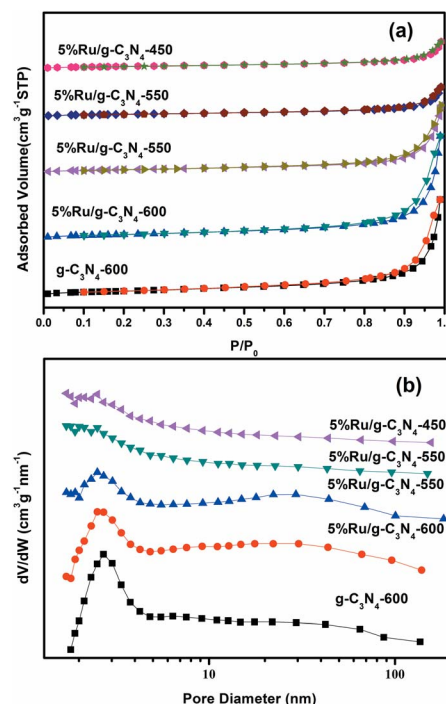 (a)
5%Ru/g-C₃N₄-450
5%Ru/g-C₃N₄-550
5%Ru/g-C₃N₄-550
5%Ru/g-C₃N₄-600
g-C₃N₄-600
Adsorbed Volume(cm³g⁻¹STP)
0.0 0.1 0.2 0.3 0.4 0.5 0.6 0.7 0.8 0.9 1.0
P/P₀
(b)
5%Ru/g-C₃N₄-450
5%Ru/g-C₃N₄-550
5%Ru/g-C₃N₄-550
5%Ru/g-C₃N₄-600
g-C₃N₄-600
dV/dW (cm³g⁻¹nm⁻¹)
10 100
Pore Diameter (nm)